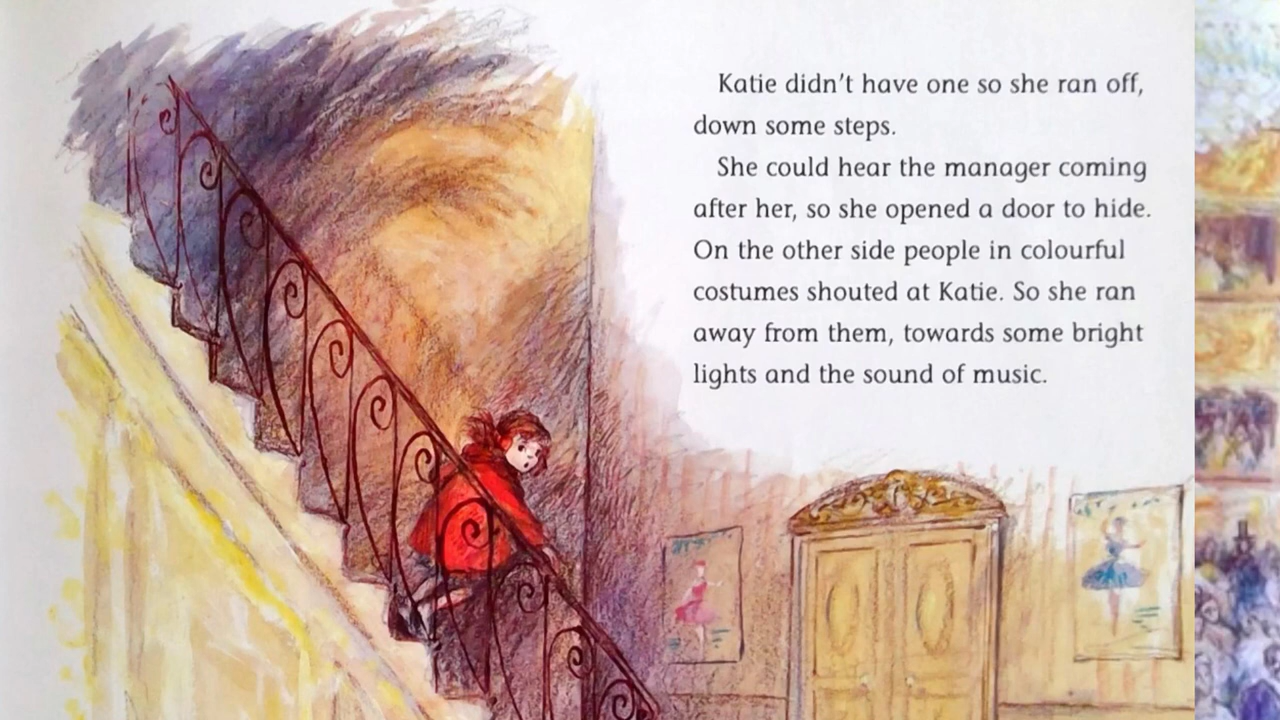 Katie didn't have one so she ran off,
down some steps.
She could hear the manager coming
after her, so she opened a door to hide.
On the other side people in colourful
costumes shouted at Katie. So she ran
away from them, towards some bright
lights and the sound of music.